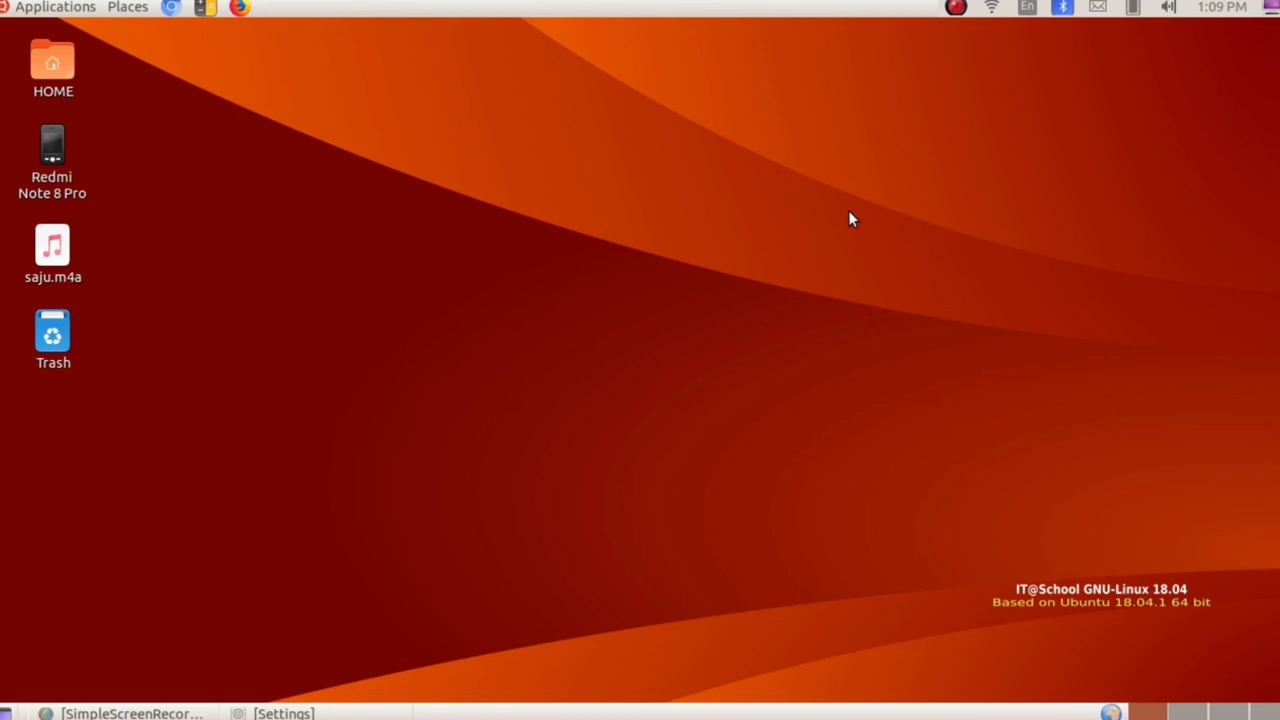 Applications Places En 1:09 PM
HOME
Redmi
Note 8 Pro
saju.m4a
Trash
IT@School GNU-Linux 18.04
Based on Ubuntu 18.04.1 64 bit
[SimpleScreenRecor... [Settings]